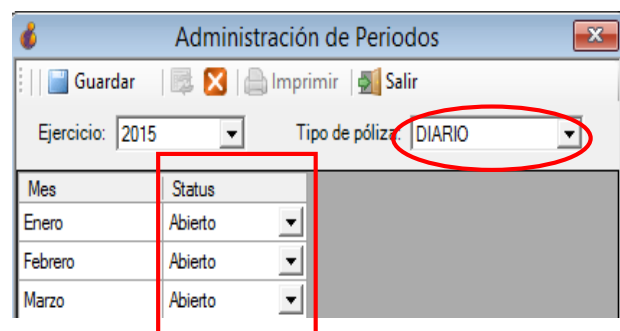 Administración de Periodos
Guardar Imprimir Salir
Ejercicio: 2015 Tipo de póliza: DIARIO
Mes Status
Enero Abierto
Febrero Abierto
Marzo Abierto